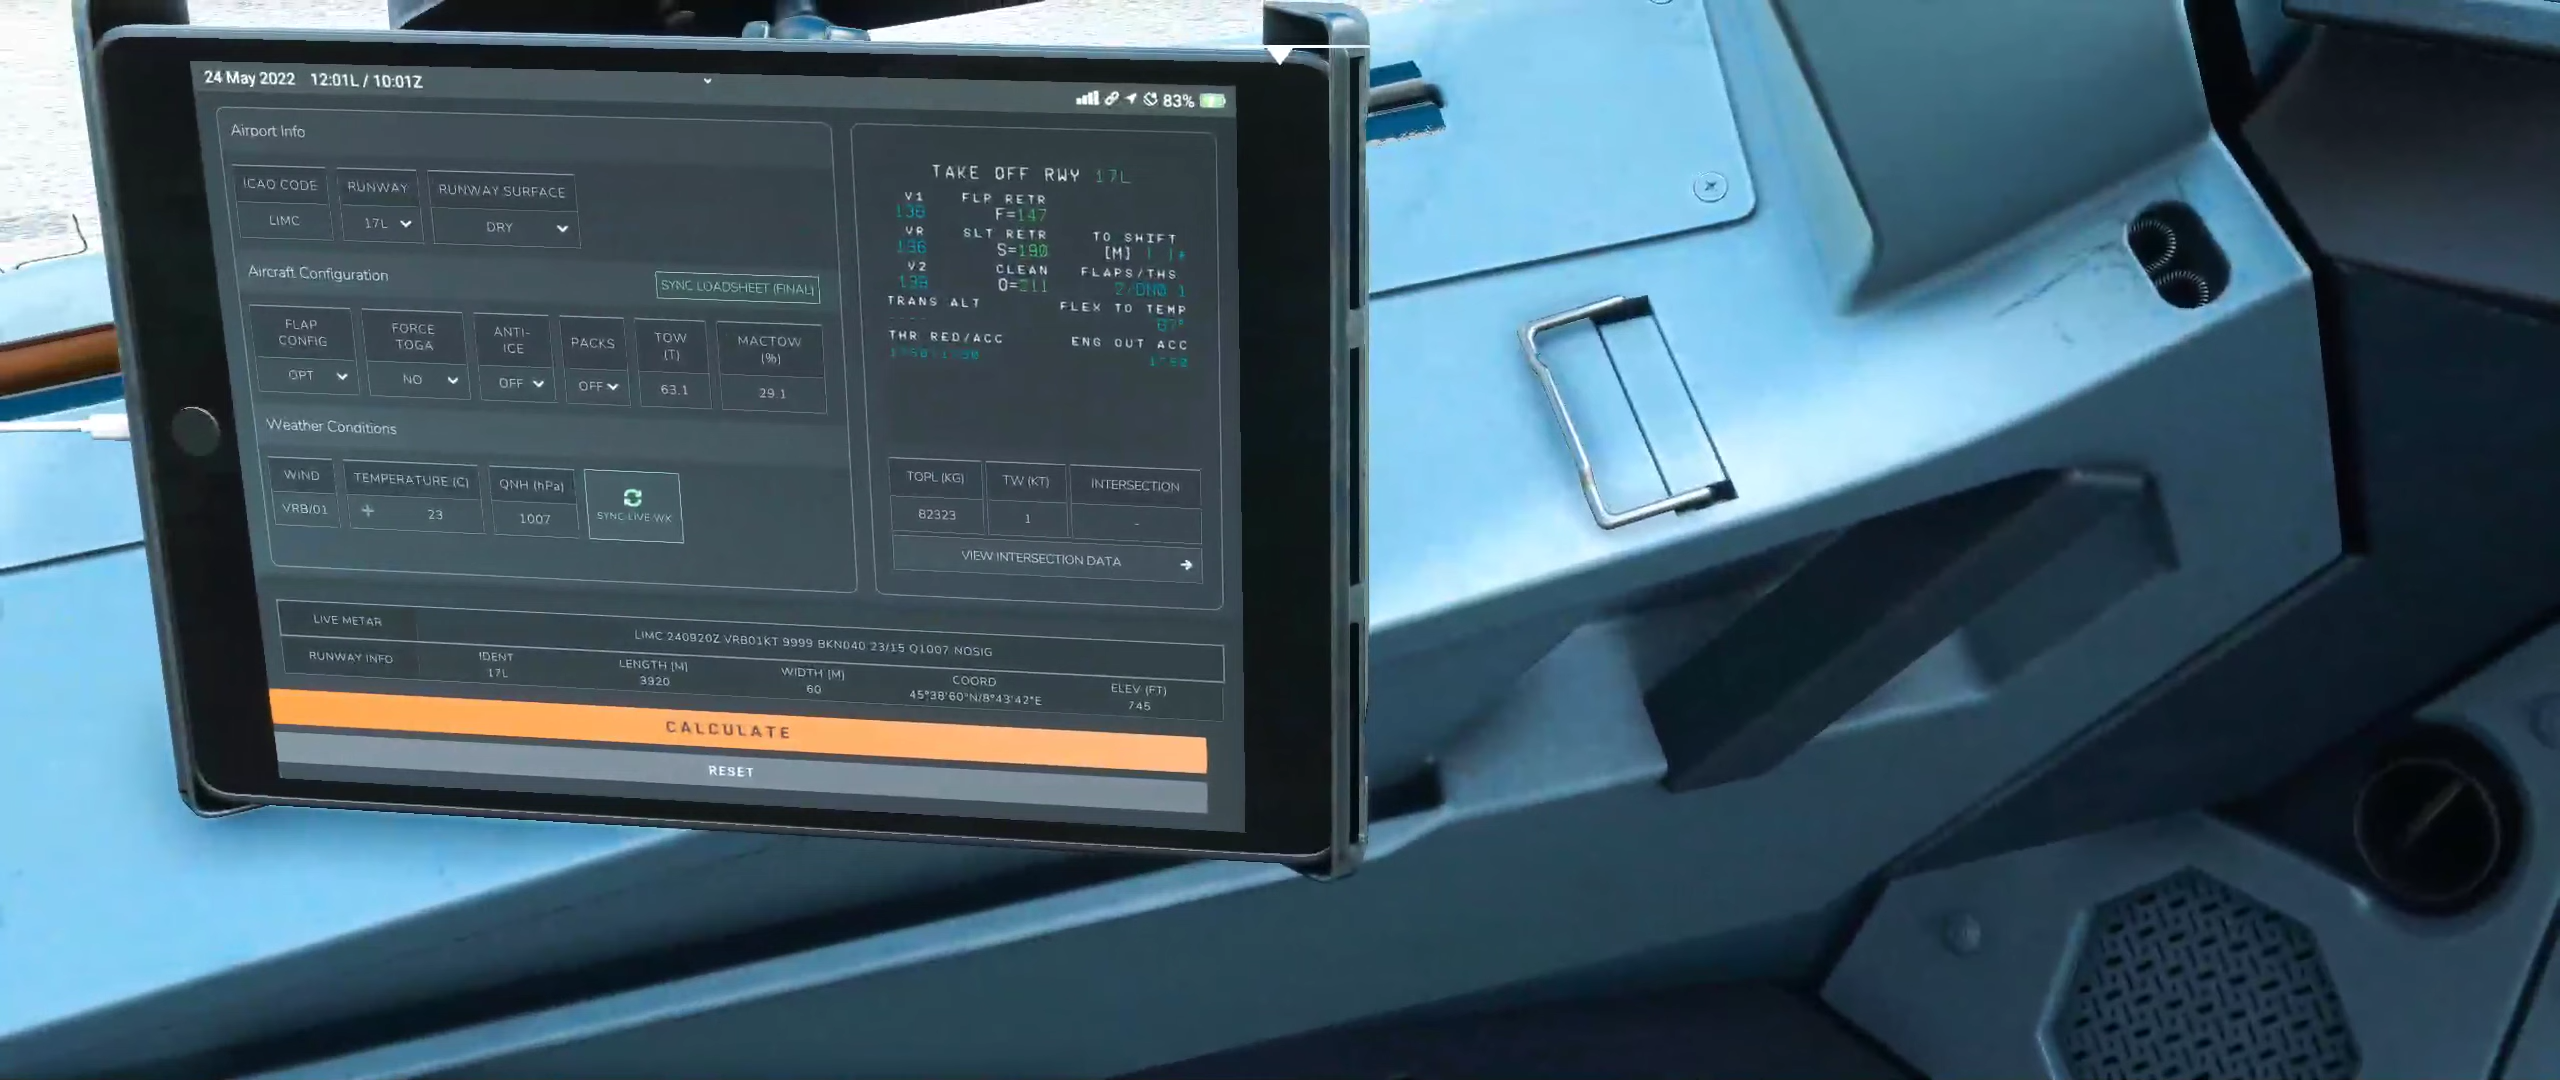 24 May 2022 12:01L / 10:01Z
83%
Airport Info
ICAO CODE RUNWAY RUNWAY SURFACE
LIMC 17L DRY
Aircraft Configuration
SYNC LOADSHEET (FINAL)
FLAP CONFIG FORCE TOGA ANTI-ICE PACKS TOW (T) MACTOW (%)
OPT NO OFF OFF 63.1 29.1
Weather Conditions
WIND TEMPERATURE (C) QNH (hPa)
VRB/01 + 23 1007
SYNC LIVE WX
TAKE OFF RWY 17L
V1 FLP RETR
F=147
VR SLT RETR TO SHIFT
S=190 [M]
V2 CLEAN FLAPS/THS
O=211
TRANS ALT FLEX TO TEMP
THR RED/ACC ENG OUT ACC
TOPL (KG) TW (KT) INTERSECTION
82323 1 -
VIEW INTERSECTION DATA
LIVE METAR LIMC 240920Z VRB01KT 9999 BKN040 23/15 Q1007 NOSIG
RUNWAY INFO IDENT LENGTH (M) WIDTH (M) COORD ELEV (FT)
17L 3920 60 45°38'60"N/8°43'42"E 745
CALCULATE
RESET